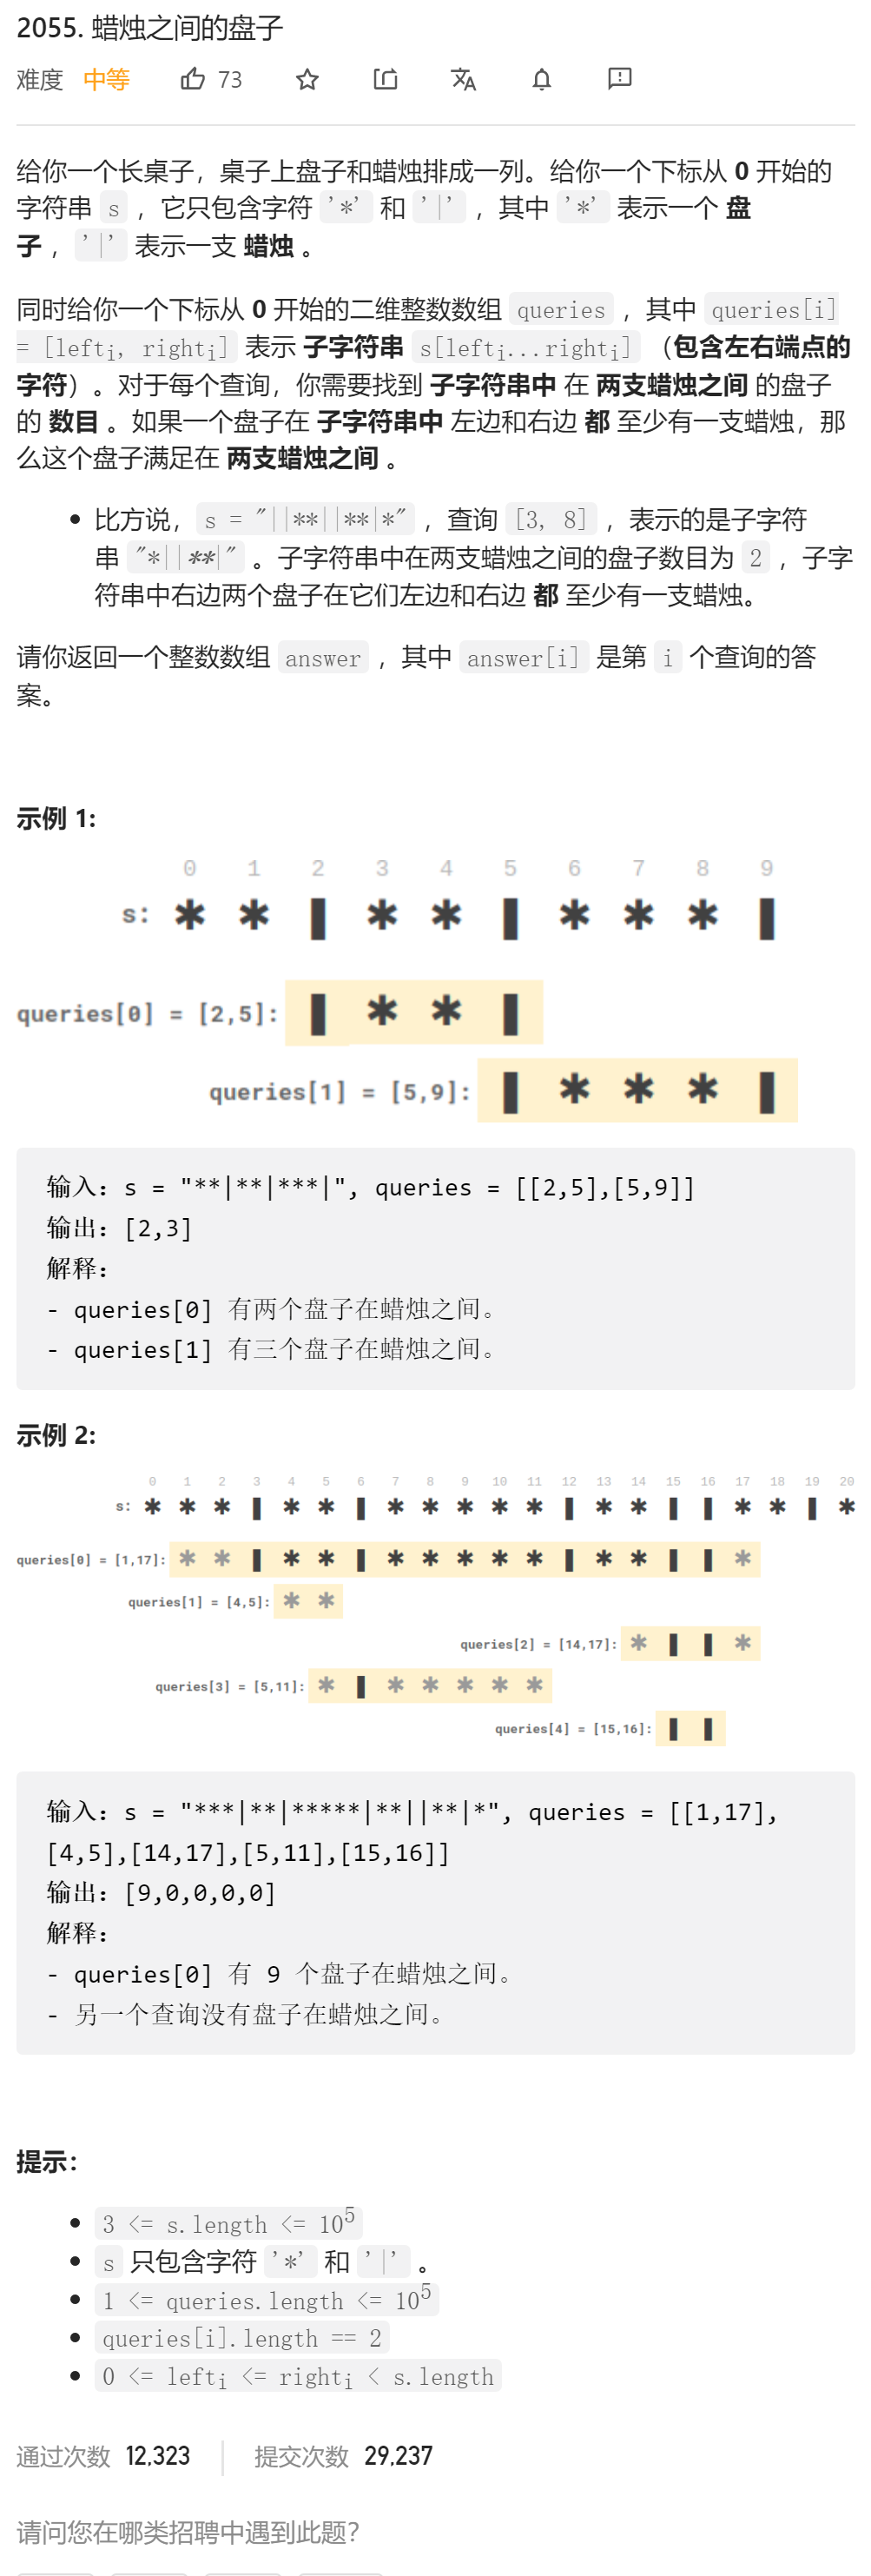 2055. 蜡烛之间的盘子
难度 中等 73
给你一个长桌子，桌子上盘子和蜡烛排成一列。给你一个下标从 0 开始的
字符串 s ，它只包含字符 '*' 和 '|' ，其中 '*' 表示一个 盘
子 ，'|' 表示一支 蜡烛 。
同时给你一个下标从 0 开始的二维整数数组 queries ，其中 queries[i]
= [lefti, righti] 表示 子字符串 s[lefti...righti] （包含左右端点的
字符）。对于每个查询，你需要找到 子字符串中 在 两支蜡烛之间 的盘子
的 数目 。如果一个盘子在 子字符串中 左边和右边 都 至少有一支蜡烛，那
么这个盘子满足在 两支蜡烛之间 。
• 比方说，s = "||**||**|*" ，查询 [3, 8] ，表示的是子字符
串 "*||**|" 。子字符串中在两支蜡烛之间的盘子数目为 2 ，子字
符串中右边两个盘子在它们左边和右边 都 至少有一支蜡烛。
请你返回一个整数数组 answer ，其中 answer[i] 是第 i 个查询的答
案。
示例 1:
0 1 2 3 4 5 6 7 8 9
s: * * | * * | * * * |
queries[0] = [2,5]: | * * |
queries[1] = [5,9]: | * * * |
输入：s = "**|**|***|", queries = [[2,5],[5,9]]
输出：[2,3]
解释：
- queries[0] 有两个盘子在蜡烛之间。
- queries[1] 有三个盘子在蜡烛之间。
示例 2:
0 1 2 3 4 5 6 7 8 9 10 11 12 13 14 15 16 17 18 19 20
s: * * * | * * | * * * * * | * * | | * * | *
queries[0] = [1,17]: * * | * * | * * * * * | * * | | *
queries[1] = [4,5]: * *
queries[2] = [14,17]: * | | *
queries[3] = [5,11]: * | * * * * *
queries[4] = [15,16]: | |
输入：s = "***|**|*****|**||**|*", queries = [[1,17],
[4,5],[14,17],[5,11],[15,16]]
输出：[9,0,0,0,0]
解释：
- queries[0] 有 9 个盘子在蜡烛之间。
- 另一个查询没有盘子在蜡烛之间。
提示：
• 3 <= s.length <= 10^5
• s 只包含字符 '*' 和 '|' 。
• 1 <= queries.length <= 10^5
• queries[i].length == 2
• 0 <= lefti <= righti < s.length
通过次数 12,323 提交次数 29,237
请问您在哪类招聘中遇到此题？